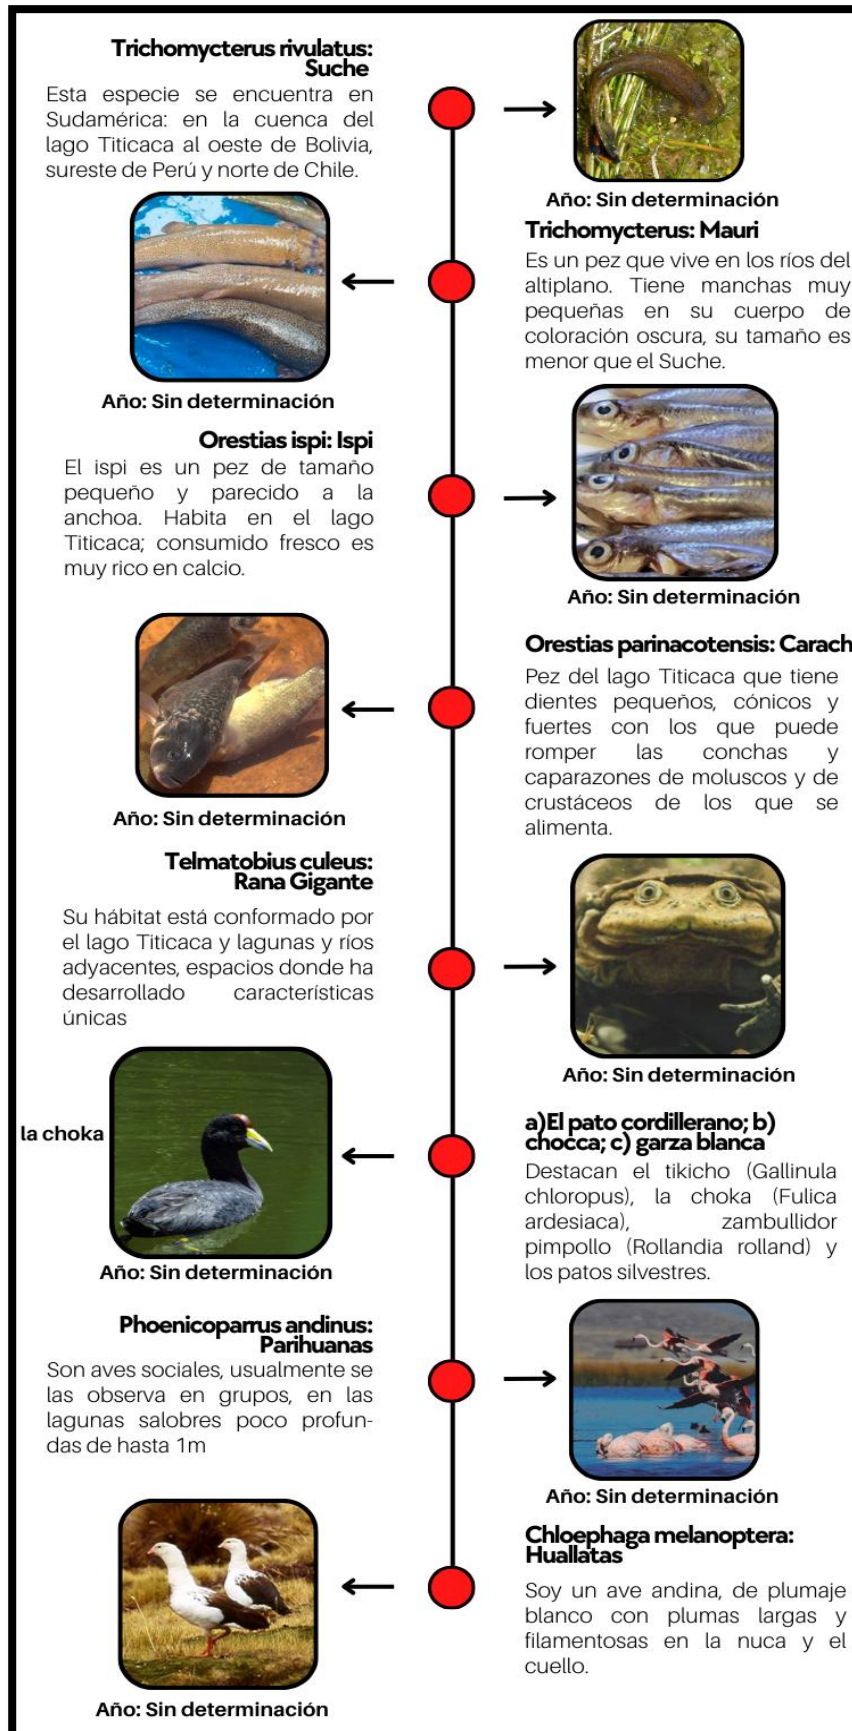 Trichomycterus rivulatus:
Suche
Esta especie se encuentra en
Sudamérica: en la cuenca del
lago Titicaca al oeste de Bolivia,
sureste de Perú y norte de Chile.
Año: Sin determinación
Trichomycterus: Mauri
Es un pez que vive en los ríos del
altiplano. Tiene manchas muy
pequeñas en su cuerpo de
coloración oscura, su tamaño es
menor que el Suche.
Año: Sin determinación
Orestias ispi: Ispi
El ispi es un pez de tamaño
pequeño y parecido a la
anchoa. Habita en el lago
Titicaca; consumido fresco es
muy rico en calcio.
Año: Sin determinación
Orestias parinacotensis: Carach
Pez del lago Titicaca que tiene
dientes pequeños, cónicos y
fuertes con los que puede
romper las conchas y
caparazones de moluscos y de
crustáceos de los que se
alimenta.
Año: Sin determinación
Telmatobius culeus:
Rana Gigante
Su hábitat está conformado por
el lago Titicaca y lagunas y ríos
adyacentes, espacios donde ha
desarrollado características
únicas
Año: Sin determinación
la choka
a)El pato cordillerano; b)
chocca; c) garza blanca
Destacan el tikicho (Gallinula
chloropus), la choka (Fulica
ardesiaca), zambullidor
pimpollo (Rollandia rolland) y
los patos silvestres.
Año: Sin determinación
Phoenicoparrus andinus:
Parihuanas
Son aves sociales, usualmente se
las observa en grupos, en las
lagunas salobres poco profun-
das de hasta 1m
Año: Sin determinación
Chloephaga melanoptera:
Huallatas
Soy un ave andina, de plumaje
blanco con plumas largas y
filamentosas en la nuca y el
cuello.
Año: Sin determinación